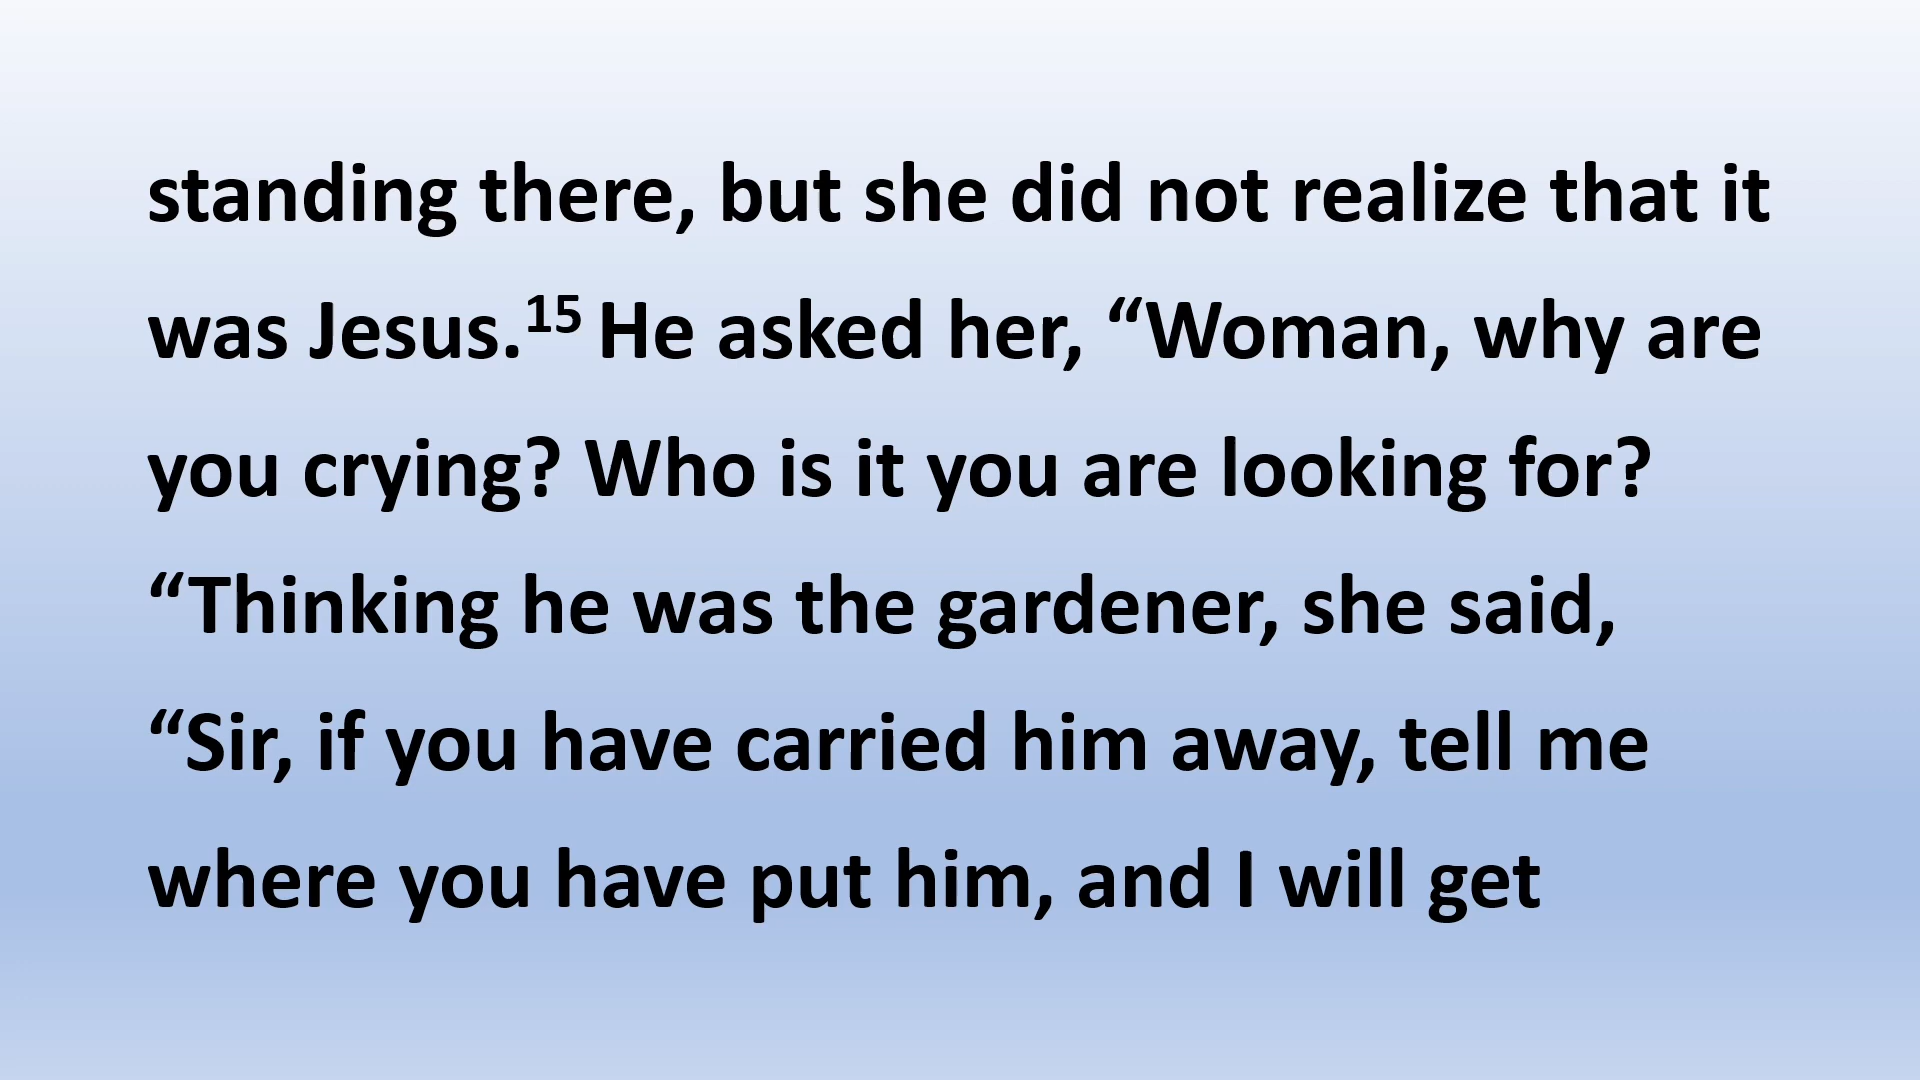 standing there, but she did not realize that it
was Jesus.¹⁵ He asked her, “Woman, why are
you crying? Who is it you are looking for?
“Thinking he was the gardener, she said,
“Sir, if you have carried him away, tell me
where you have put him, and I will get